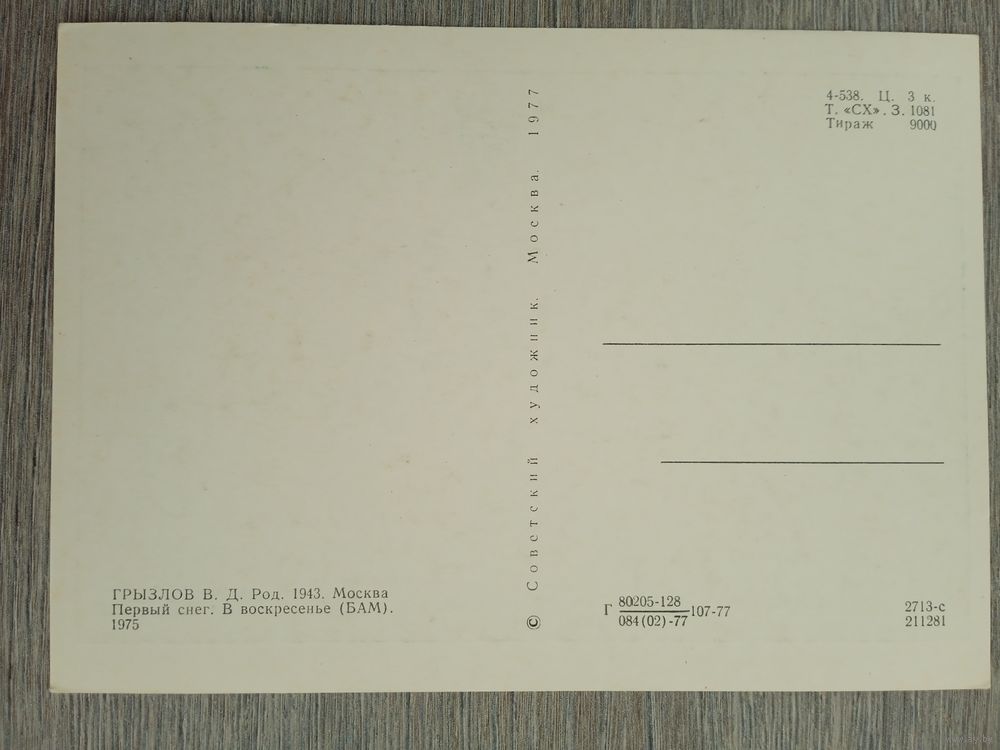 4-538. Ц. 3 к.
Т. «СХ». З. 1081
Тираж 9000
© Советский художник. Москва. 1977
ГРЫЗЛОВ В. Д. Род. 1943. Москва
Первый снег. В воскресенье (БАМ).
1975
Г 80205-128
084(02)-77 107-77
2713-с
211281